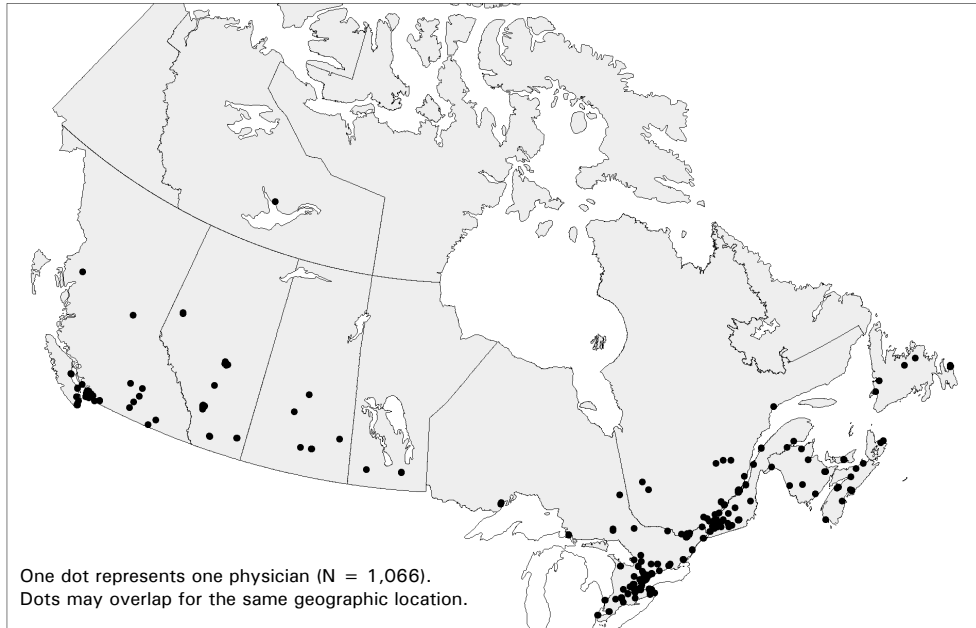 One dot represents one physician (N = 1,066).
Dots may overlap for the same geographic location.